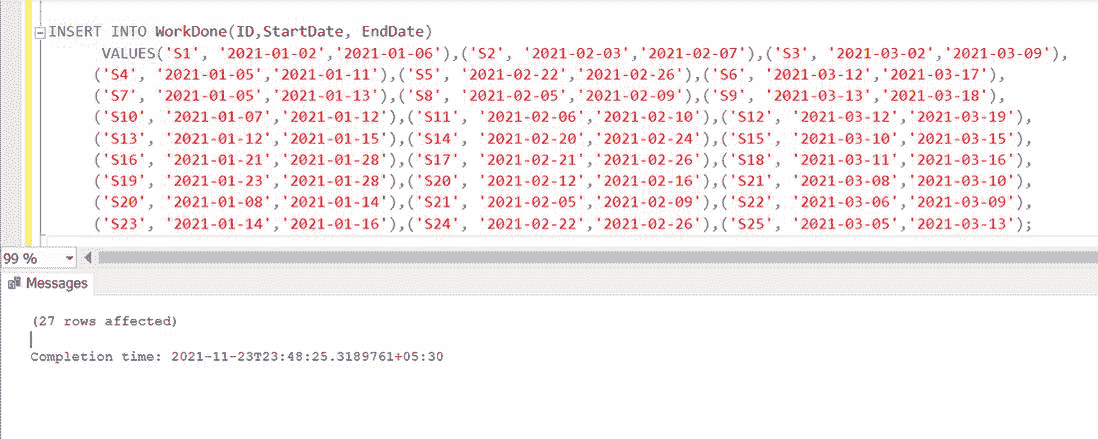 INSERT INTO WorkDone(ID,StartDate, EndDate)
VALUES('S1', '2021-01-02','2021-01-06'),('S2', '2021-02-03','2021-02-07'),('S3', '2021-03-02','2021-03-09'),
('S4', '2021-01-05','2021-01-11'),('S5', '2021-02-22','2021-02-26'),('S6', '2021-03-12','2021-03-17'),
('S7', '2021-01-05','2021-01-13'),('S8', '2021-02-05','2021-02-09'),('S9', '2021-03-13','2021-03-18'),
('S10', '2021-01-07','2021-01-12'),('S11', '2021-02-06','2021-02-10'),('S12', '2021-03-12','2021-03-19'),
('S13', '2021-01-12','2021-01-15'),('S14', '2021-02-20','2021-02-24'),('S15', '2021-03-10','2021-03-15'),
('S16', '2021-01-21','2021-01-28'),('S17', '2021-02-21','2021-02-26'),('S18', '2021-03-11','2021-03-16'),
('S19', '2021-01-23','2021-01-28'),('S20', '2021-02-12','2021-02-16'),('S21', '2021-03-08','2021-03-10'),
('S20', '2021-01-08','2021-01-14'),('S21', '2021-02-05','2021-02-09'),('S22', '2021-03-06','2021-03-09'),
('S23', '2021-01-14','2021-01-16'),('S24', '2021-02-22','2021-02-26'),('S25', '2021-03-05','2021-03-13');
99 %
Messages
(27 rows affected)
Completion time: 2021-11-23T23:48:25.3189761+05:30